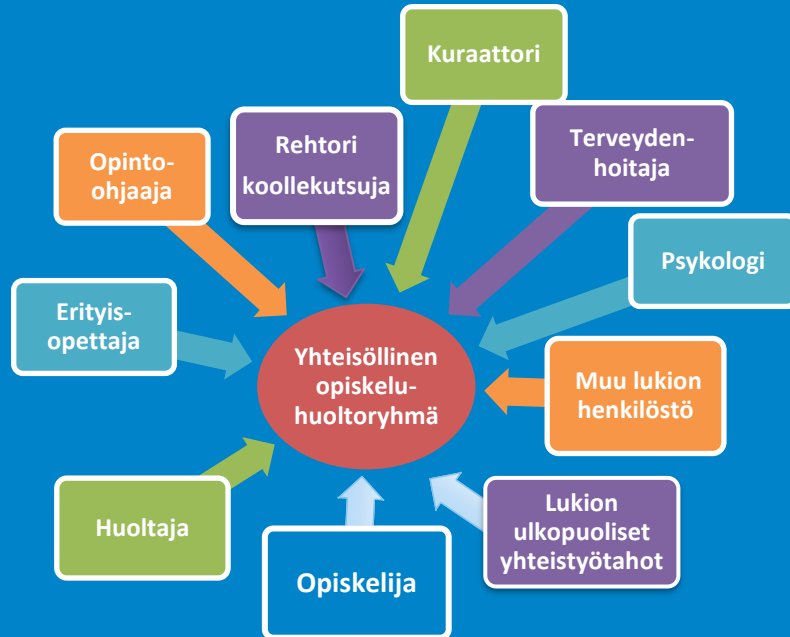 Kuraattori
Rehtori
koollekutsuja
Terveyden-
hoitaja
Opinto-
ohjaaja
Psykologi
Erityis-
opettaja
Yhteisöllinen
opiskelu-
huoltoryhmä
Muu lukion
henkilöstö
Huoltaja
Opiskelija
Lukion
ulkopuoliset
yhteistyötahot